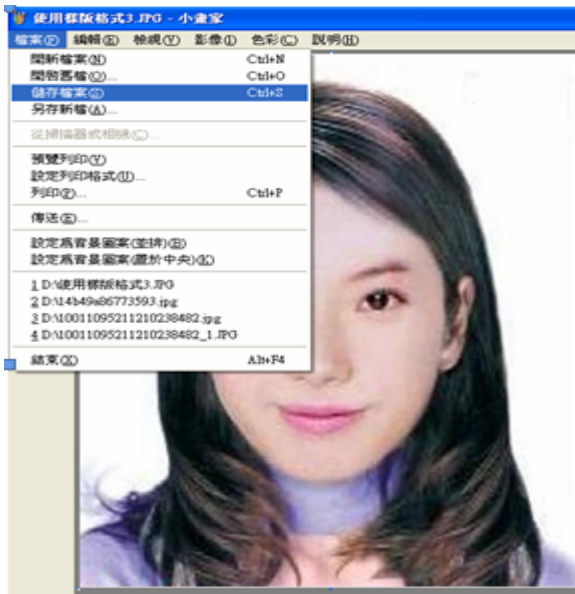 使用樣版格式3.JPG - 小畫家
檔案(F) 編輯(E) 檢視(V) 影像(I) 色彩(C) 說明(H)
開新檔案(N) Ctrl+N
開啟舊檔(O)... Ctrl+O
儲存檔案(S) Ctrl+S
另存新檔(A)...
從掃描器或相機(C)...
預覽列印(V)
設定列印格式(U)...
列印(P)... Ctrl+P
傳送(E)...
設定為背景圖案(並排)(B)
設定為背景圖案(置於中央)(K)
1 D:\使用樣版格式3.JPG
2 D:\14b49a86773593.jpg
3 D:\10011095211210238482.jpg
4 D:\10011095211210238482_1.JPG
結束(X) Alt+F4